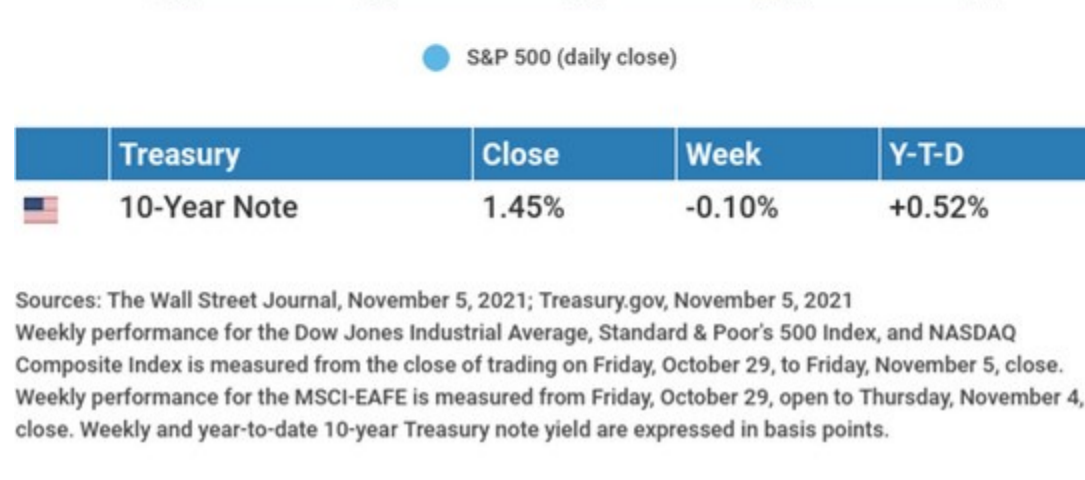 S&P 500 (daily close)
Treasury Close Week Y-T-D
10-Year Note 1.45% -0.10% +0.52%
Sources: The Wall Street Journal, November 5, 2021; Treasury.gov, November 5, 2021
Weekly performance for the Dow Jones Industrial Average, Standard & Poor's 500 Index, and NASDAQ
Composite Index is measured from the close of trading on Friday, October 29, to Friday, November 5, close.
Weekly performance for the MSCI-EAFE is measured from Friday, October 29, open to Thursday, November 4,
close. Weekly and year-to-date 10-year Treasury note yield are expressed in basis points.